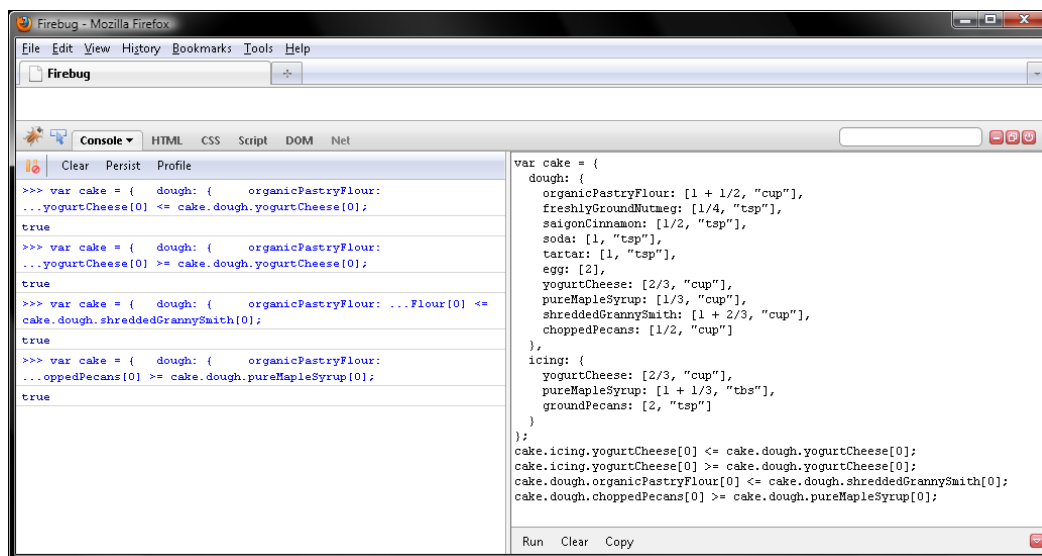 Firebug - Mozilla Firefox
File Edit View History Bookmarks Tools Help
Firebug
Console HTML CSS Script DOM Net
Clear Persist Profile
>>> var cake = {   dough: {     organicPastryFlour:
...yogurtCheese[0] <= cake.dough.yogurtCheese[0];
true
>>> var cake = {   dough: {     organicPastryFlour:
...yogurtCheese[0] >= cake.dough.yogurtCheese[0];
true
>>> var cake = {   dough: {     organicPastryFlour: ...Flour[0] <=
cake.dough.shreddedGrannySmith[0];
true
>>> var cake = {   dough: {     organicPastryFlour:
...oppedPecans[0] >= cake.dough.pureMapleSyrup[0];
true
var cake = {
  dough: {
    organicPastryFlour: [1 + 1/2, "cup"],
    freshlyGroundNutmeg: [1/4, "tsp"],
    saigonCinnamon: [1/2, "tsp"],
    soda: [1, "tsp"],
    tartar: [1, "tsp"],
    egg: [2],
    yogurtCheese: [2/3, "cup"],
    pureMapleSyrup: [1/3, "cup"],
    shreddedGrannySmith: [1 + 2/3, "cup"],
    choppedPecans: [1/2, "cup"]
  },
  icing: {
    yogurtCheese: [2/3, "cup"],
    pureMapleSyrup: [1 + 1/3, "tbs"],
    groundPecans: [2, "tsp"]
  }
};
cake.icing.yogurtCheese[0] <= cake.dough.yogurtCheese[0];
cake.icing.yogurtCheese[0] >= cake.dough.yogurtCheese[0];
cake.dough.organicPastryFlour[0] <= cake.dough.shreddedGrannySmith[0];
cake.dough.choppedPecans[0] >= cake.dough.pureMapleSyrup[0];
Run Clear Copy